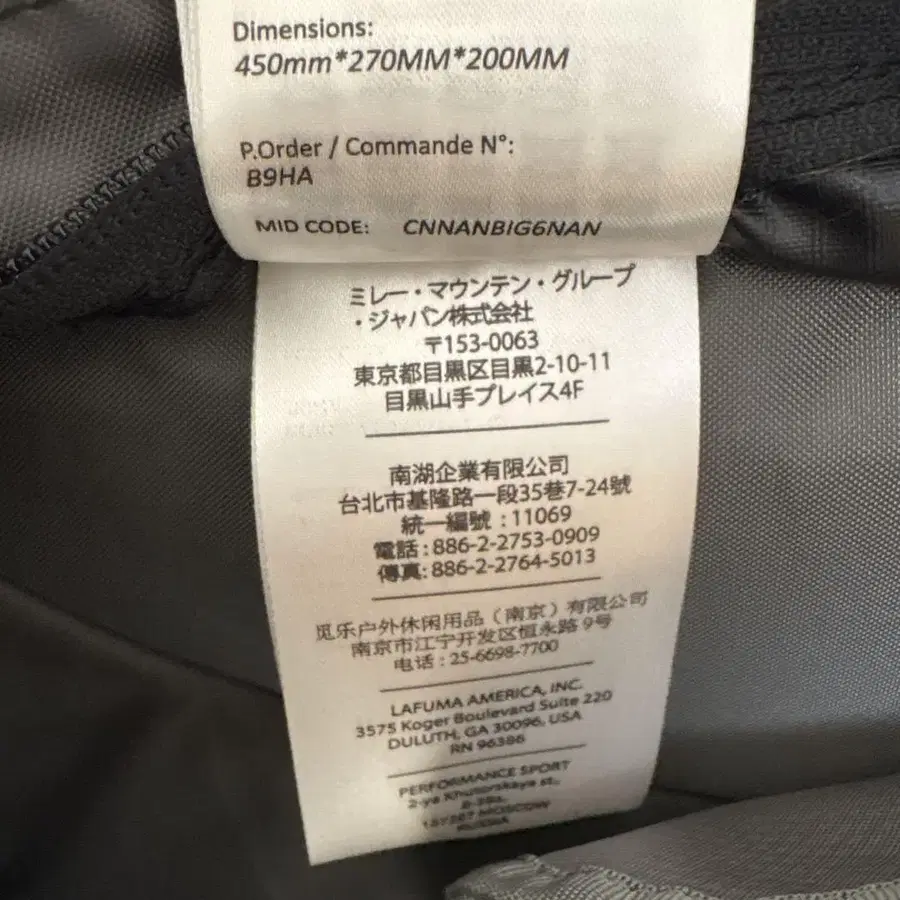 Dimensions:
450mm*270MM*200MM
P.Order / Commande N°:
B9HA
MID CODE: CNNANBIG6NAN
ミレー・マウンテン・グループ
・ジャパン株式会社
〒153-0063
東京都目黒区目黒2-10-11
目黒山手プレイス4F
南湖企業有限公司
台北市基隆路一段35巷7-24號
統一編號 : 11069
電話 : 886-2-2753-0909
傳真: 886-2-2764-5013
觅乐户外休闲用品（南京）有限公司
南京市江宁开发区恒永路 9号
电话 : 25-6698-7700
LAFUMA AMERICA, INC.
3575 Koger Boulevard Suite 220
DULUTH, GA 30096, USA
RN 96386
PERFORMANCE SPORT
2-ya Khutorskaya st.,
MOSCOW
RUSSIA